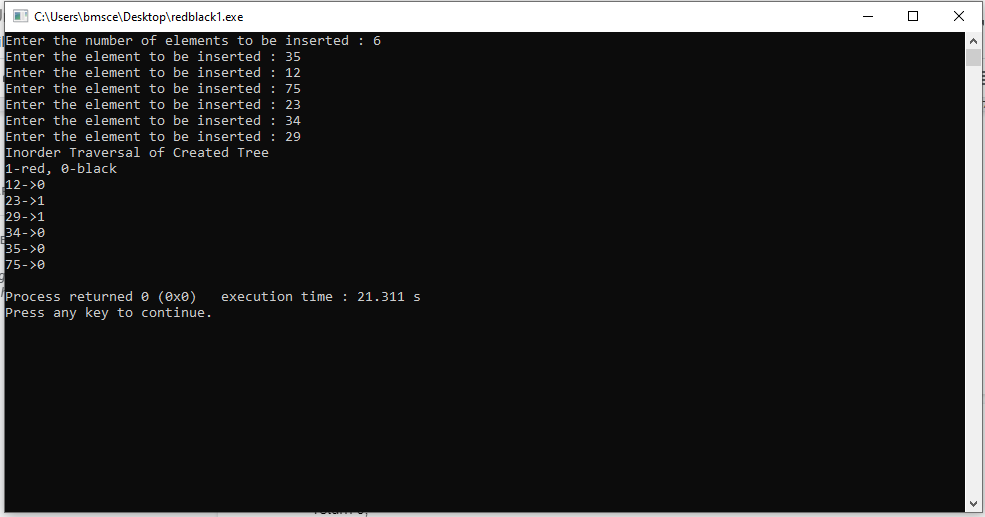 C:\Users\bmsce\Desktop\redblack1.exe
Enter the number of elements to be inserted : 6
Enter the element to be inserted : 35
Enter the element to be inserted : 12
Enter the element to be inserted : 75
Enter the element to be inserted : 23
Enter the element to be inserted : 34
Enter the element to be inserted : 29
Inorder Traversal of Created Tree
1-red, 0-black
12->0
23->1
29->1
34->0
35->0
75->0
Process returned 0 (0x0)   execution time : 21.311 s
Press any key to continue.